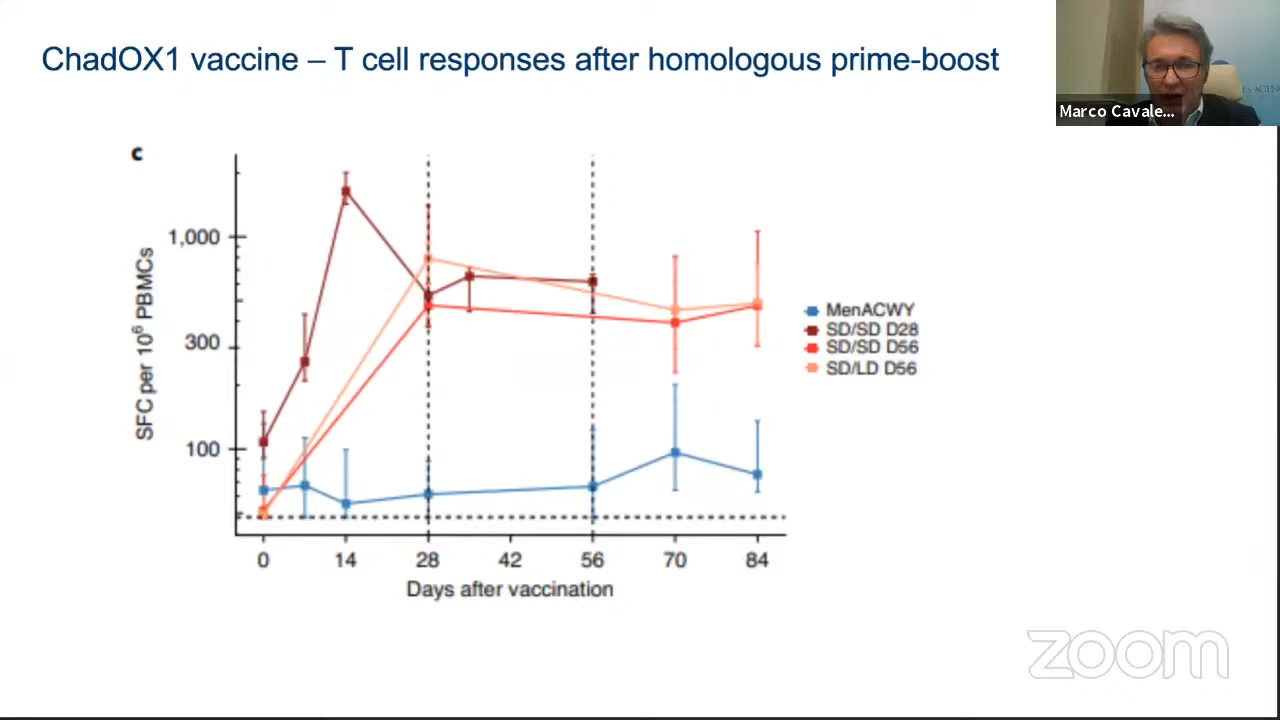 ChadOX1 vaccine – T cell responses after homologous prime-boost
Marco Cavale...
c
SFC per 10⁶ PBMCs
1,000
300
100
0 14 28 42 56 70 84
Days after vaccination
MenACWY
SD/SD D28
SD/SD D56
SD/LD D56
zoom